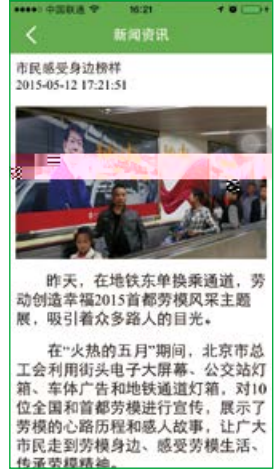 中国联通 16:21
新闻资讯
市民感受身边榜样
2015-05-12 17:21:51
昨天，在地铁东单换乘通道，劳
动创造幸福2015首都劳模风采主题
展，吸引着众多路人的目光。
在“火热的五月”期间，北京市总
工会利用街头电子大屏幕、公交站灯
箱、车体广告和地铁通道灯箱，对10
位全国和首都劳模进行宣传，展示了
劳模的心路历程和感人故事，让广大
市民走到劳模身边、感受劳模生活、
传承劳模精神。